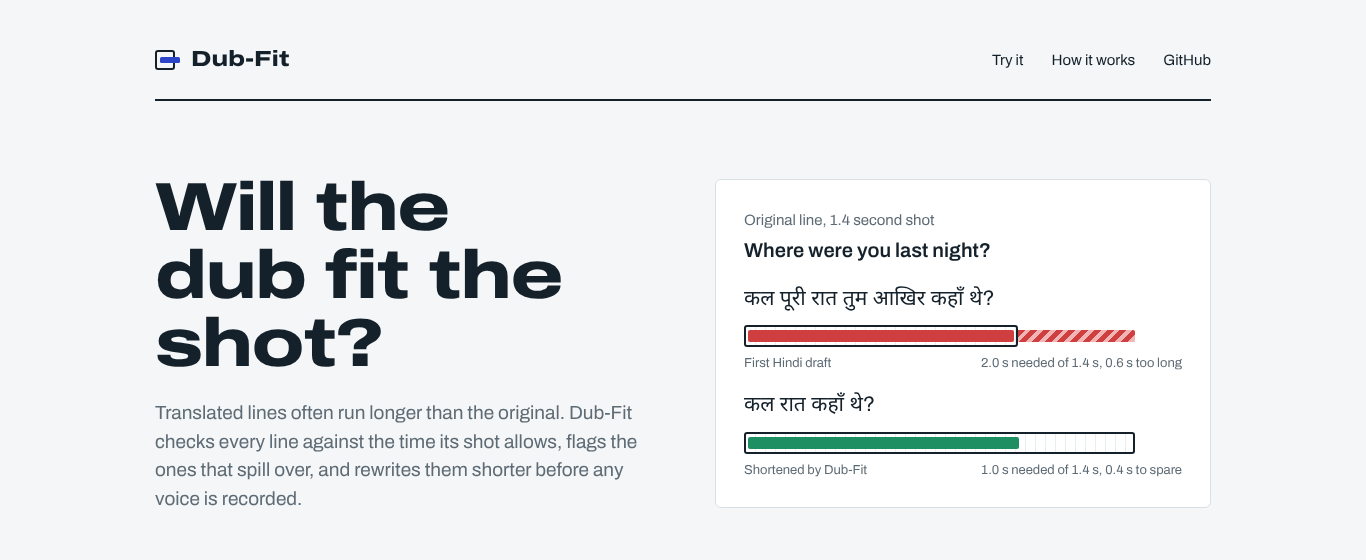 Dub-Fit
Try it
How it works
GitHub
Will the
dub fit the
shot?
Translated lines often run longer than the original. Dub-Fit
checks every line against the time its shot allows, flags the
ones that spill over, and rewrites them shorter before any
voice is recorded.
Original line, 1.4 second shot
Where were you last night?
कल पूरी रात तुम आखिर कहाँ थे?
First Hindi draft
2.0 s needed of 1.4 s, 0.6 s too long
कल रात कहाँ थे?
Shortened by Dub-Fit
1.0 s needed of 1.4 s, 0.4 s to spare